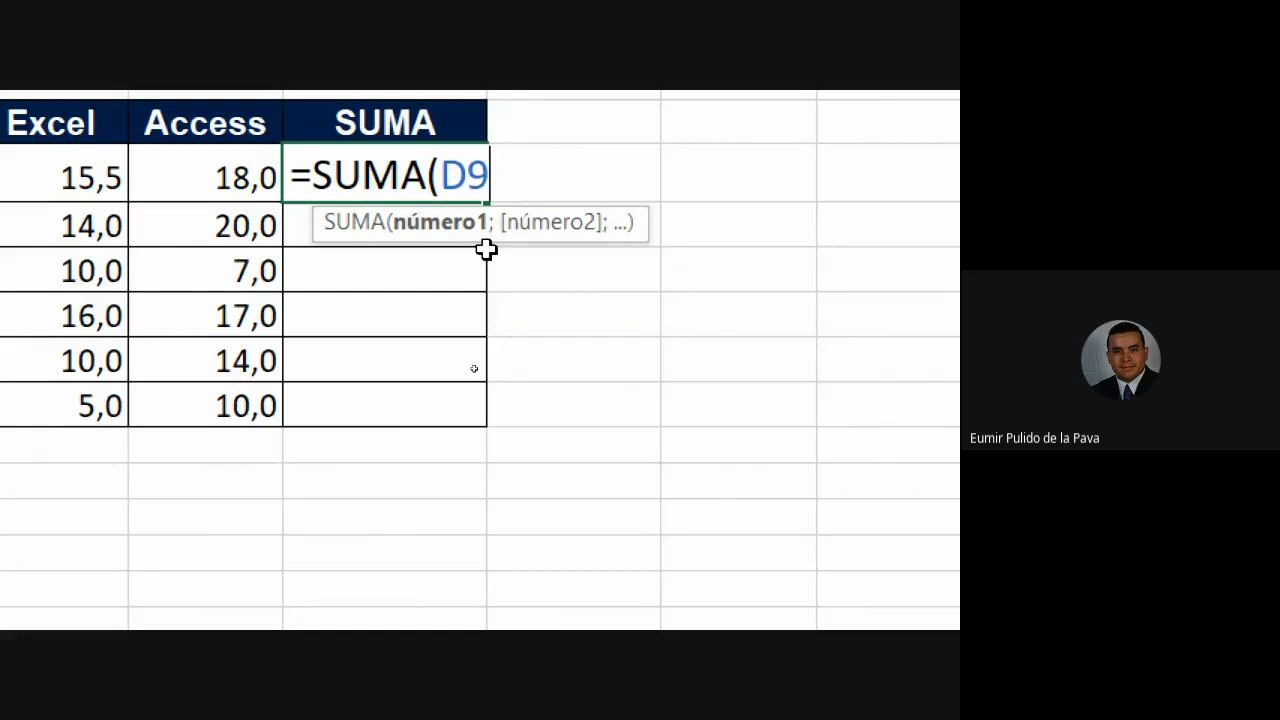 Excel Access SUMA
15,5 18,0 =SUMA(D9
SUMA(número1; [número2]; ...)
14,0 20,0
10,0 7,0
16,0 17,0
10,0 14,0
5,0 10,0
Eumir Pulido de la Pava